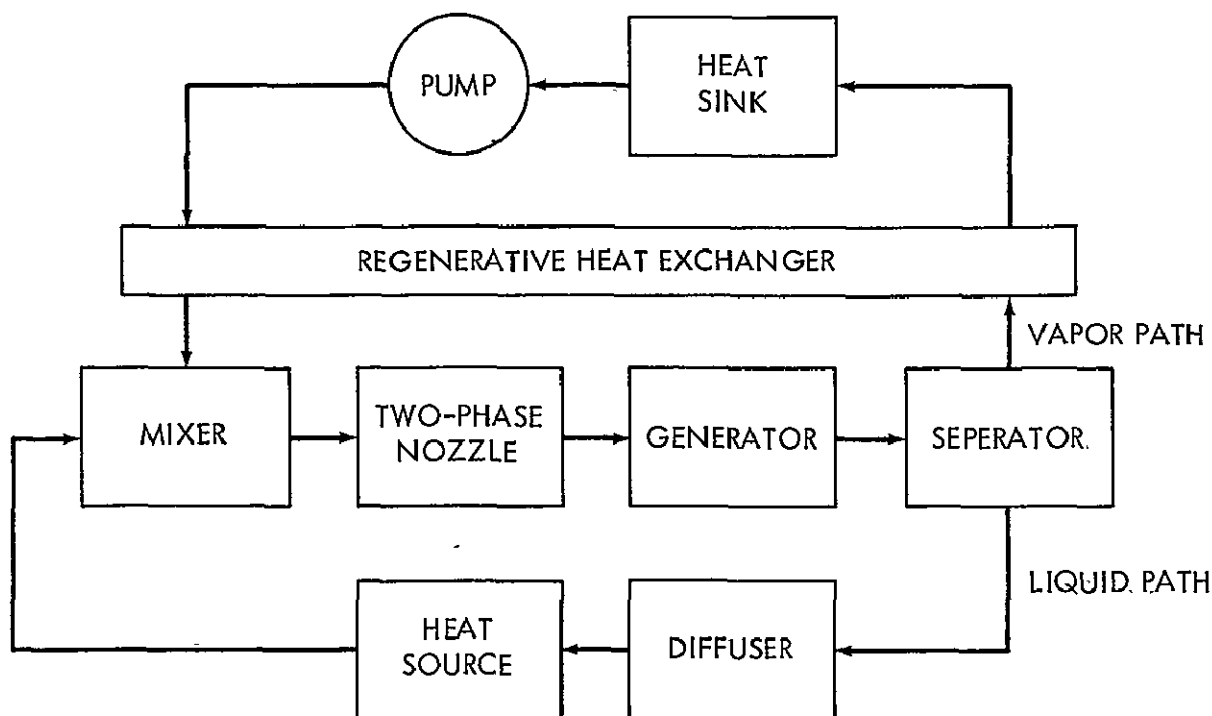 PUMP
HEAT
SINK
REGENERATIVE HEAT EXCHANGER
VAPOR PATH
MIXER
TWO-PHASE
NOZZLE
GENERATOR
SEPERATOR.
LIQUID. PATH
HEAT
SOURCE
DIFFUSER